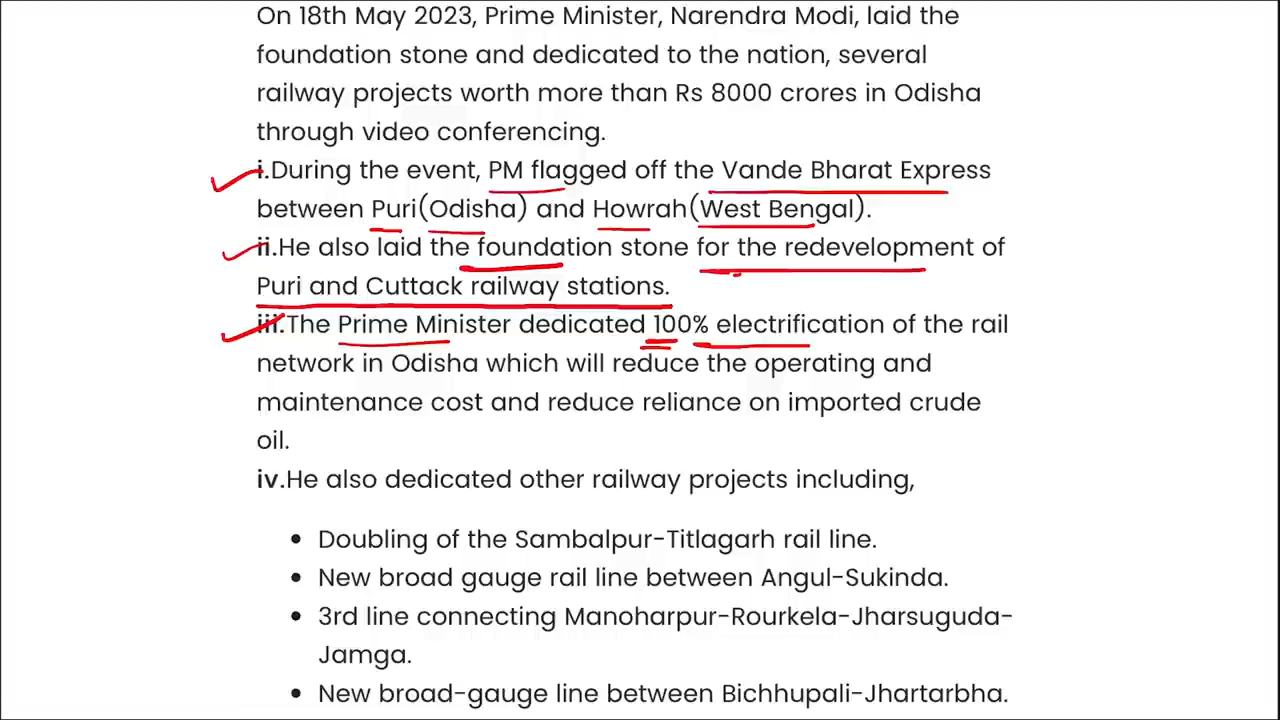 On 18th May 2023, Prime Minister, Narendra Modi, laid the
foundation stone and dedicated to the nation, several
railway projects worth more than Rs 8000 crores in Odisha
through video conferencing.
i.During the event, PM flagged off the Vande Bharat Express
between Puri(Odisha) and Howrah(West Bengal).
ii.He also laid the foundation stone for the redevelopment of
Puri and Cuttack railway stations.
iii.The Prime Minister dedicated 100% electrification of the rail
network in Odisha which will reduce the operating and
maintenance cost and reduce reliance on imported crude
oil.
iv.He also dedicated other railway projects including,
• Doubling of the Sambalpur-Titlagarh rail line.
• New broad gauge rail line between Angul-Sukinda.
• 3rd line connecting Manoharpur-Rourkela-Jharsuguda-
Jamga.
• New broad-gauge line between Bichhupali-Jhartarbha.